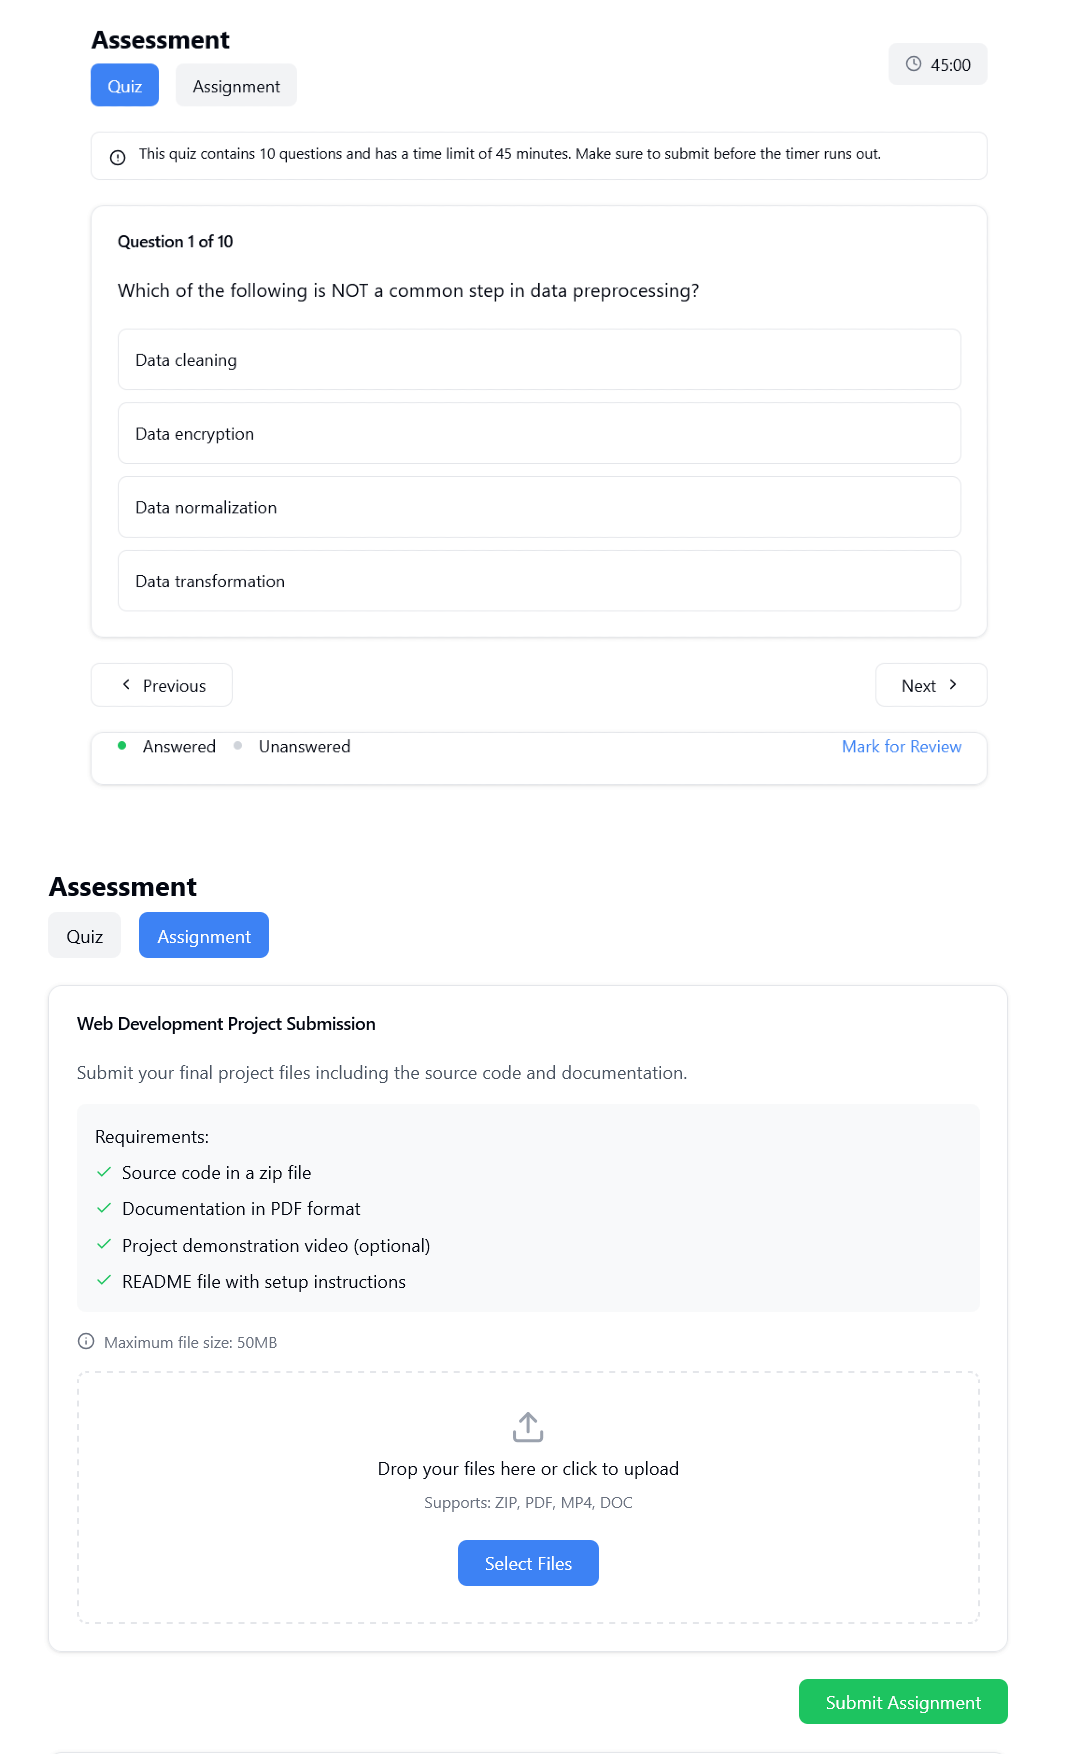 Assessment
45:00
Quiz
Assignment
This quiz contains 10 questions and has a time limit of 45 minutes. Make sure to submit before the timer runs out.
Question 1 of 10
Which of the following is NOT a common step in data preprocessing?
Data cleaning
Data encryption
Data normalization
Data transformation
Previous
Next
Answered
Unanswered
Mark for Review
Assessment
Quiz
Assignment
Web Development Project Submission
Submit your final project files including the source code and documentation.
Requirements:
Source code in a zip file
Documentation in PDF format
Project demonstration video (optional)
README file with setup instructions
Maximum file size: 50MB
Drop your files here or click to upload
Supports: ZIP, PDF, MP4, DOC
Select Files
Submit Assignment